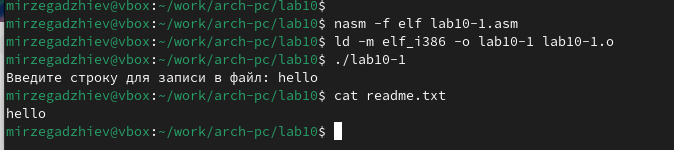 mirzegadzhiev@vbox:~/work/arch-pc/lab10$
mirzegadzhiev@vbox:~/work/arch-pc/lab10$ nasm -f elf lab10-1.asm
mirzegadzhiev@vbox:~/work/arch-pc/lab10$ ld -m elf_i386 -o lab10-1 lab10-1.o
mirzegadzhiev@vbox:~/work/arch-pc/lab10$ ./lab10-1
Введите строку для записи в файл: hello
mirzegadzhiev@vbox:~/work/arch-pc/lab10$ cat readme.txt
hello
mirzegadzhiev@vbox:~/work/arch-pc/lab10$